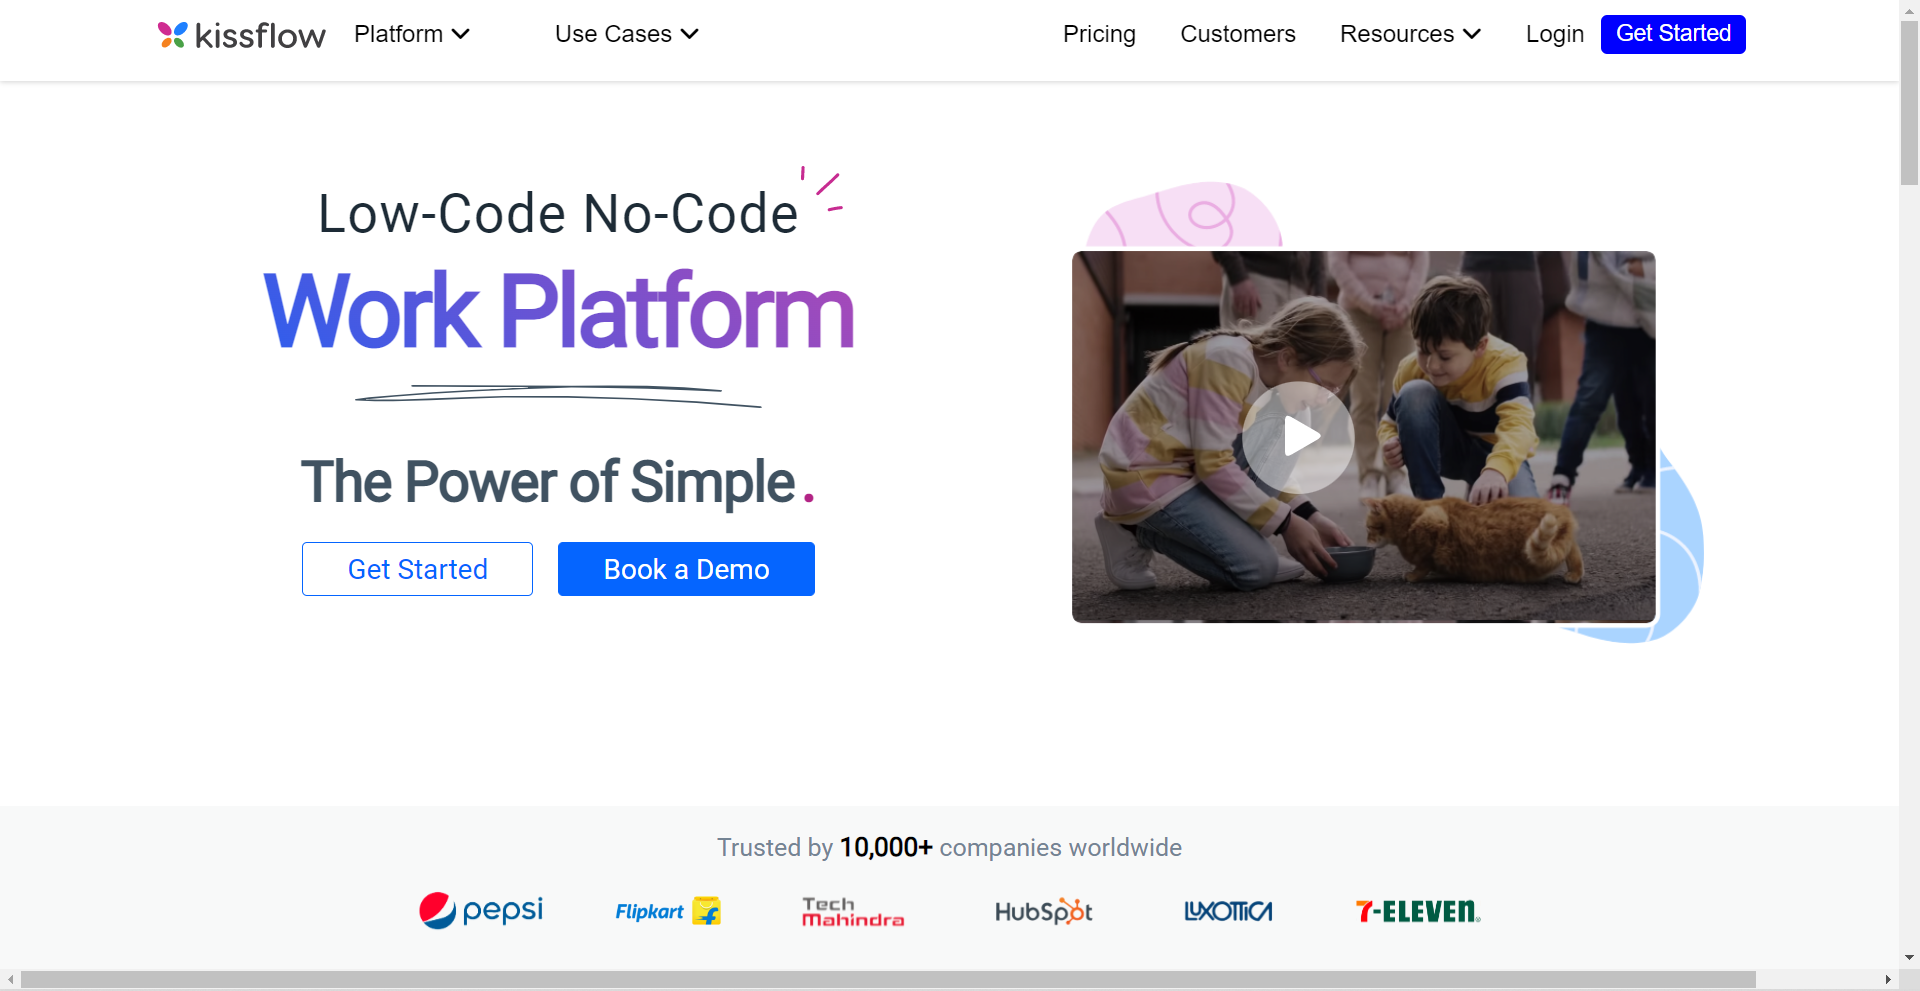 kissflow Platform Use Cases Pricing Customers Resources Login Get Started
Low-Code No-Code
Work Platform
The Power of Simple.
Get Started Book a Demo
Trusted by 10,000+ companies worldwide
pepsi Flipkart Tech Mahindra HubSpot LUXOTTICA 7-ELEVEN